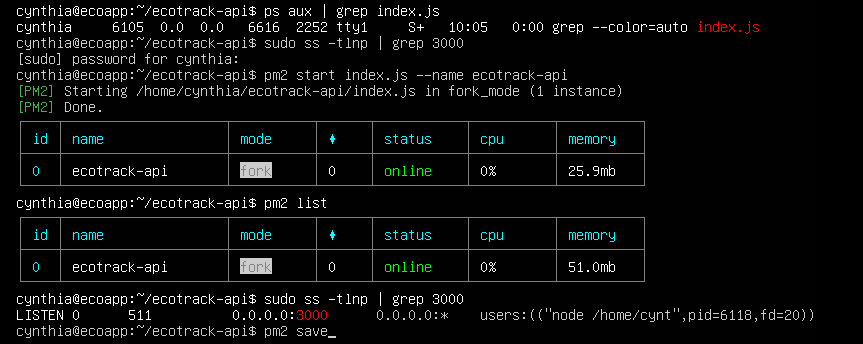 cynthia@ecoapp:~/ecotrack-api$ ps aux | grep index.js
cynthia     6105  0.0  0.0   6616  2252 tty1     S+   10:05   0:00 grep --color=auto index.js
cynthia@ecoapp:~/ecotrack-api$ sudo ss -tlnp | grep 3000
[sudo] password for cynthia:
cynthia@ecoapp:~/ecotrack-api$ pm2 start index.js --name ecotrack-api
[PM2] Starting /home/cynthia/ecotrack-api/index.js in fork_mode (1 instance)
[PM2] Done.
id name mode ♦ status cpu memory
0 ecotrack-api fork 0 online 0% 25.9mb
cynthia@ecoapp:~/ecotrack-api$ pm2 list
id name mode ♦ status cpu memory
0 ecotrack-api fork 0 online 0% 51.0mb
cynthia@ecoapp:~/ecotrack-api$ sudo ss -tlnp | grep 3000
LISTEN 0      511          0.0.0.0:3000      0.0.0.0:*    users:(("node /home/cynt",pid=6118,fd=20))
cynthia@ecoapp:~/ecotrack-api$ pm2 save_